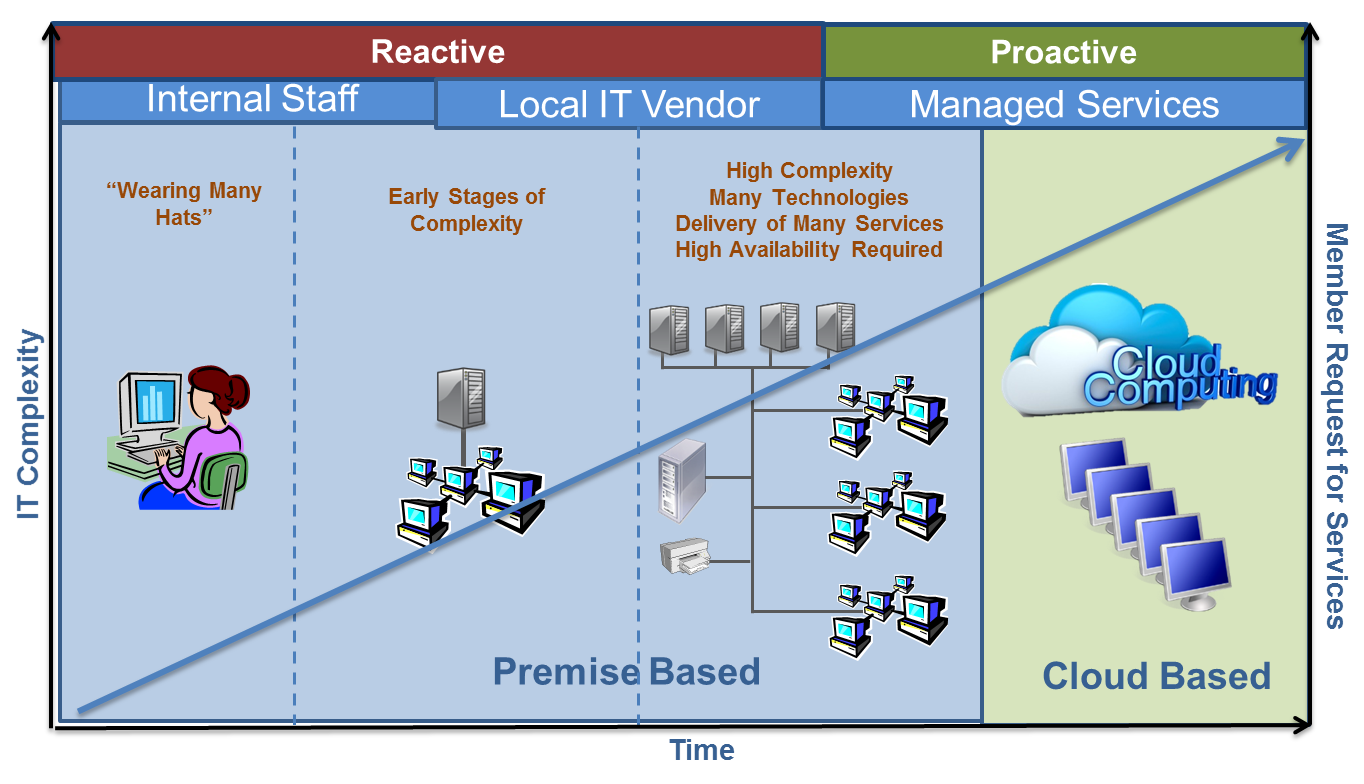 Reactive
Proactive
Internal Staff
Local IT Vendor
Managed Services
“Wearing Many
Hats”
Early Stages of
Complexity
High Complexity
Many Technologies
Delivery of Many Services
High Availability Required
IT Complexity
Member Request for Services
Cloud
Computing
Premise Based
Cloud Based
Time